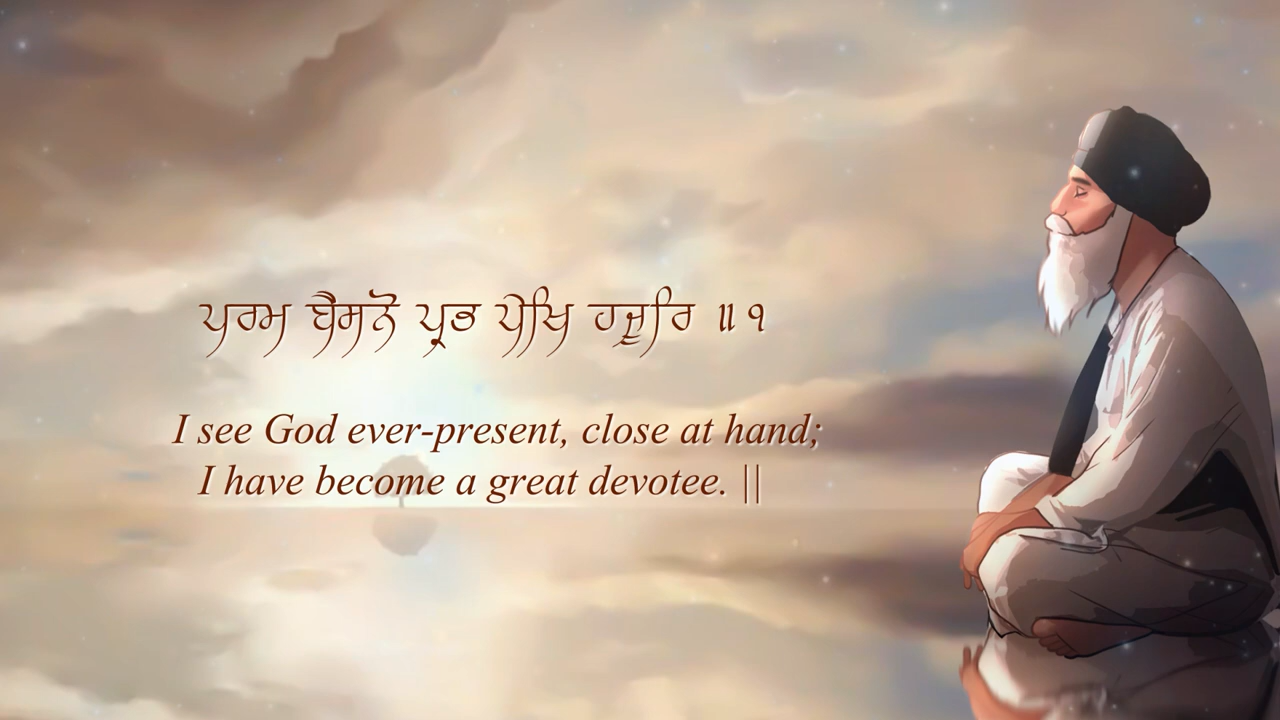 ਪਰਮ ਬੈਸਨੋ ਪ੍ਰਭ ਪੇਖਿ ਹਜੂਰਿ ॥ ੧
I see God ever-present, close at hand;
I have become a great devotee. ||